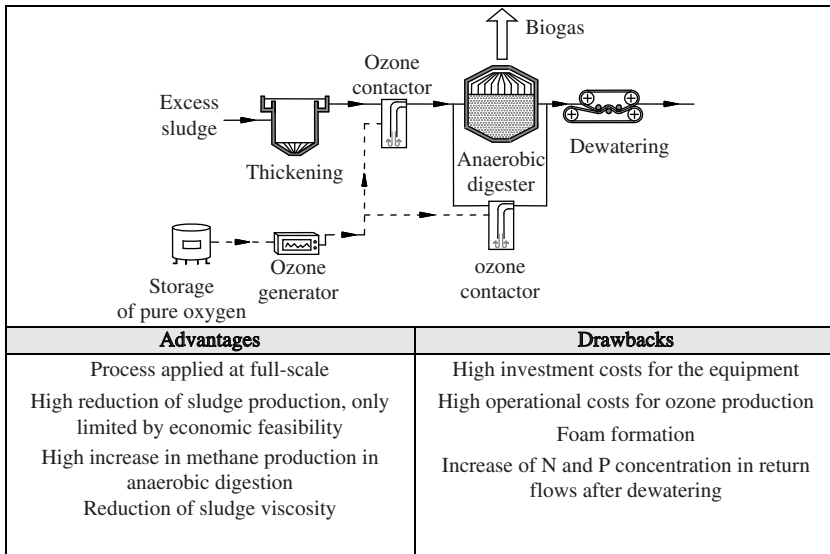 Biogas
Ozone
contactor
Excess
sludge
Thickening
Anaerobic
digester
Dewatering
Storage
of pure oxygen
Ozone
generator
ozone
contactor
Advantages
Drawbacks
Process applied at full-scale
High reduction of sludge production, only
limited by economic feasibility
High increase in methane production in
anaerobic digestion
Reduction of sludge viscosity
High investment costs for the equipment
High operational costs for ozone production
Foam formation
Increase of N and P concentration in return
flows after dewatering